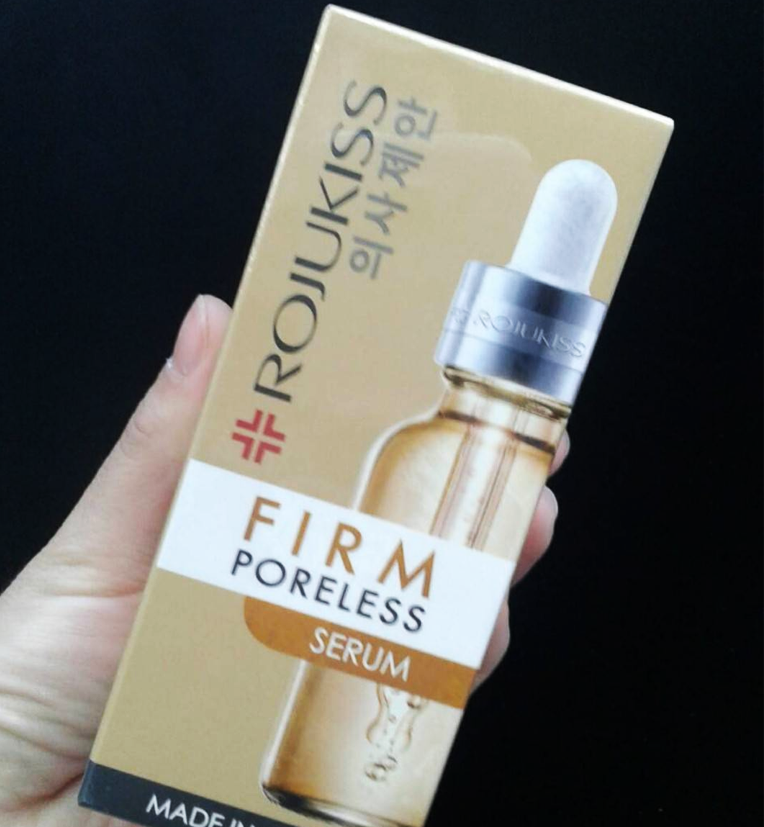 ROJUKISS
의사제안
ROJUKISS
FIRM
PORELESS
SERUM
MADE IN